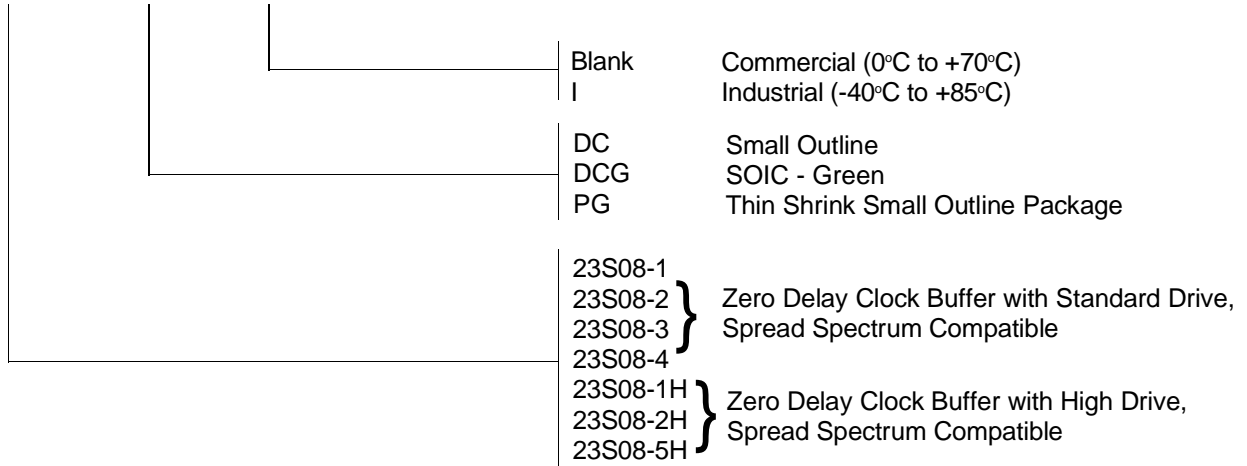 Blank Commercial (0°C to +70°C)
I Industrial (-40°C to +85°C)
DC Small Outline
DCG SOIC - Green
PG Thin Shrink Small Outline Package
23S08-1
23S08-2
23S08-3
23S08-4
Zero Delay Clock Buffer with Standard Drive,
Spread Spectrum Compatible
23S08-1H
23S08-2H
23S08-5H
Zero Delay Clock Buffer with High Drive,
Spread Spectrum Compatible